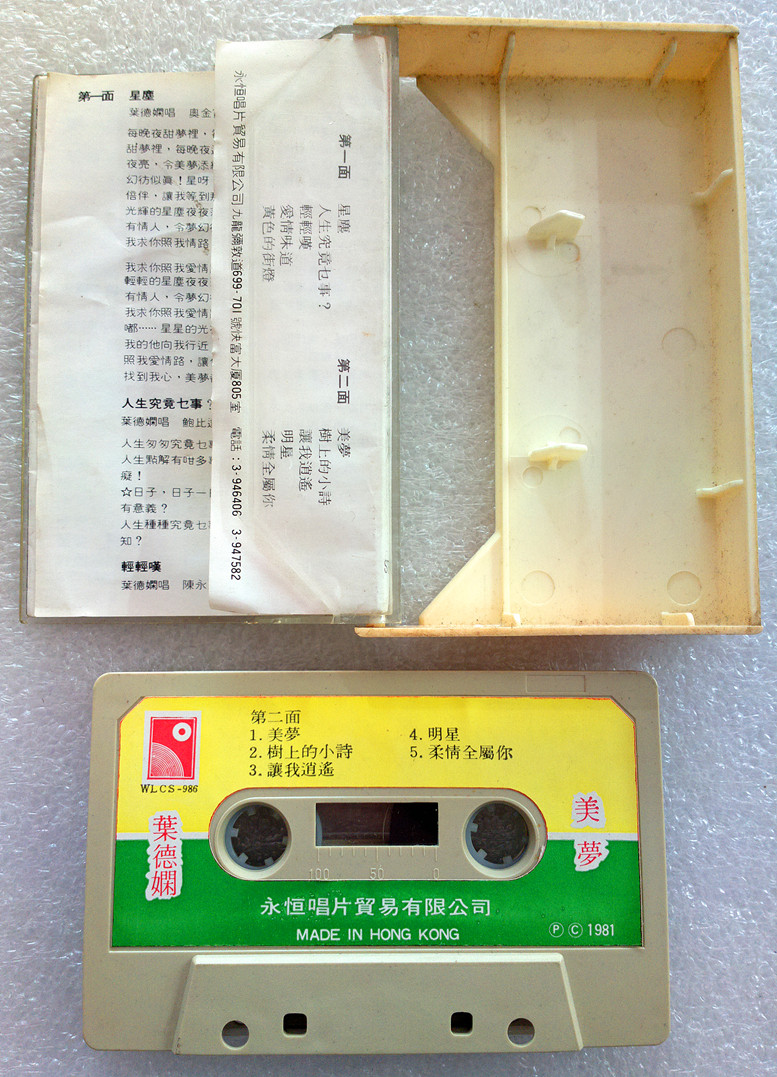 第一面 星塵
葉德嫻唱 奧金
每晚夜甜夢裡，
甜夢裡，每晚夜
夜亮，令美夢添
幻彷似眞！星呀
倍伴，讓我等到
光輝的星塵夜夜
有情人，令夢幻
我求你照我情路
我求你照我愛情
輕輕的星塵夜夜
有情人，令夢幻
我求你照我愛情
嘟⋯⋯星星的光
我的他向我行近
照我愛情路，讓
找到我心，美夢
人生究竟乜事？
葉德嫻唱 鮑比
人生匆匆究竟乜
人生點解有咁多
癡！
☆日子，日子一
有意義？
人生種種究竟乜
知？
輕輕嘆
葉德嫻唱 陳永
永恒唱片貿易有限公司 九龍彌敦道699-701號快富大厦805室 電話：3-946406 3-947582
第一面
星塵
人生究竟乜事？
輕輕嘆
愛情味道
黃色的街燈
第二面
美夢
樹上的小詩
讓我逍遙
明星
柔情全屬你
WLCS-986
第二面
1.美夢
2.樹上的小詩
3.讓我逍遙
4.明星
5.柔情全屬你
葉德嫻
美夢
100 50 0
永恒唱片貿易有限公司
MADE IN HONG KONG
Ⓟ Ⓒ 1981